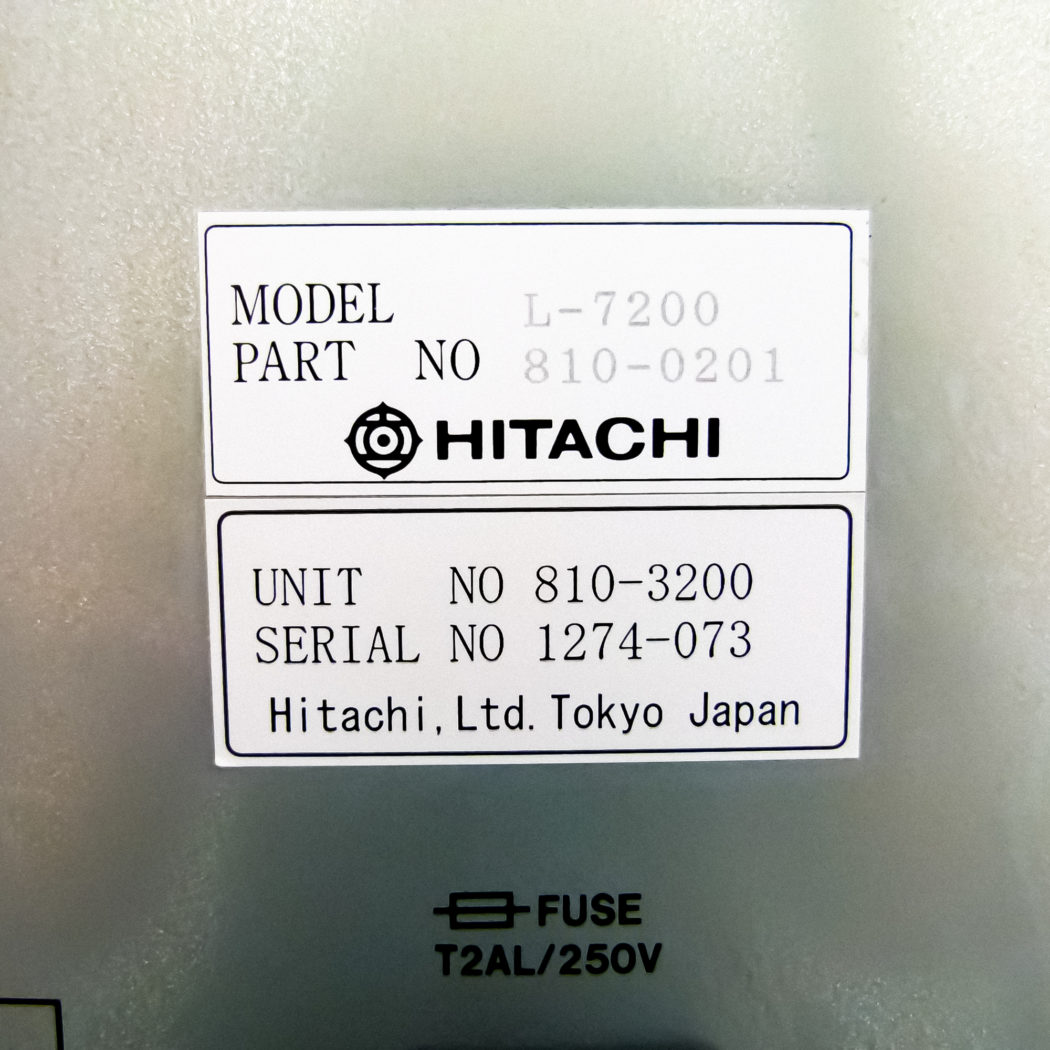 MODEL L-7200
PART NO 810-0201
HITACHI
UNIT NO 810-3200
SERIAL NO 1274-073
Hitachi, Ltd. Tokyo Japan
FUSE
T2AL/250V